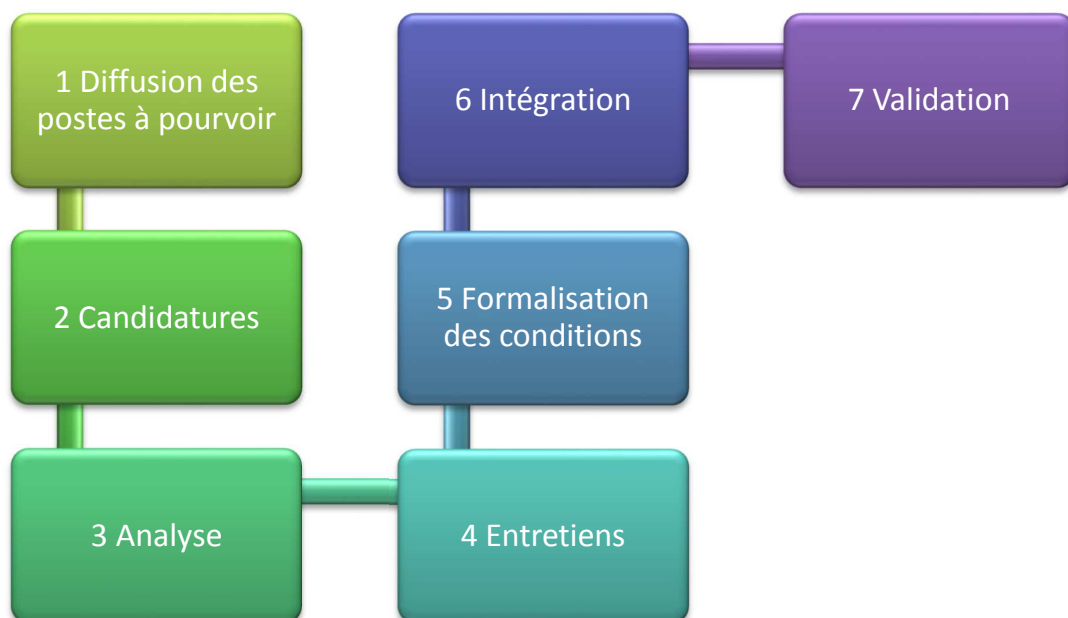 1 Diffusion des
postes à pourvoir
2 Candidatures
3 Analyse
4 Entretiens
5 Formalisation
des conditions
6 Intégration
7 Validation